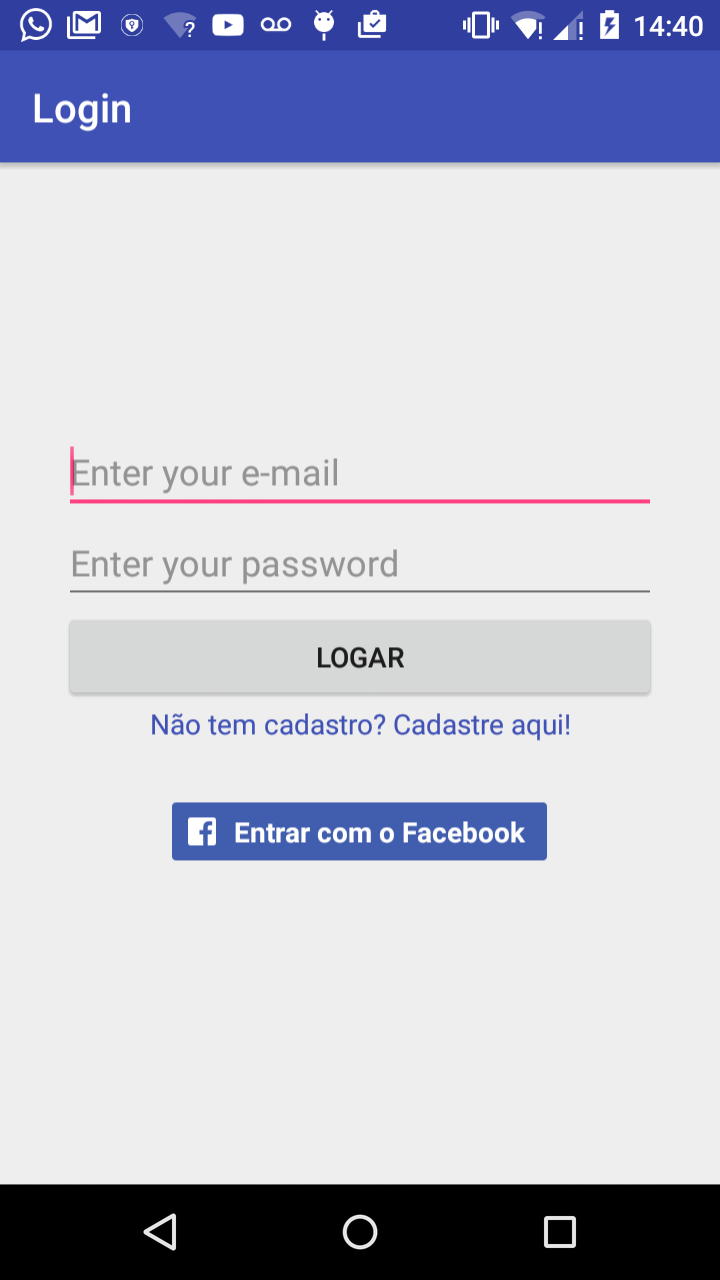 14:40
Login
Enter your e-mail
Enter your password
LOGAR
Não tem cadastro? Cadastre aqui!
Entrar com o Facebook